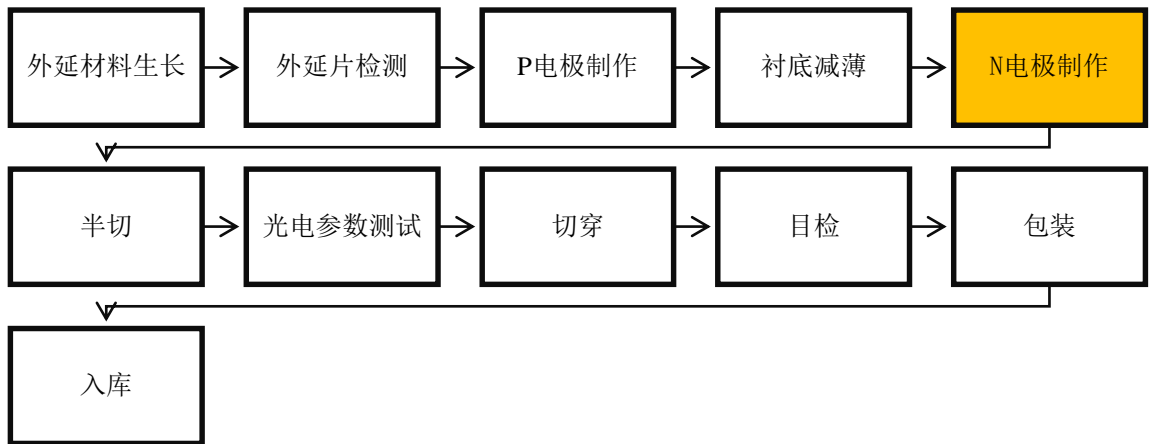 外延材料生长
外延片检测
P电极制作
衬底减薄
N电极制作
半切
光电参数测试
切穿
目检
包装
入库